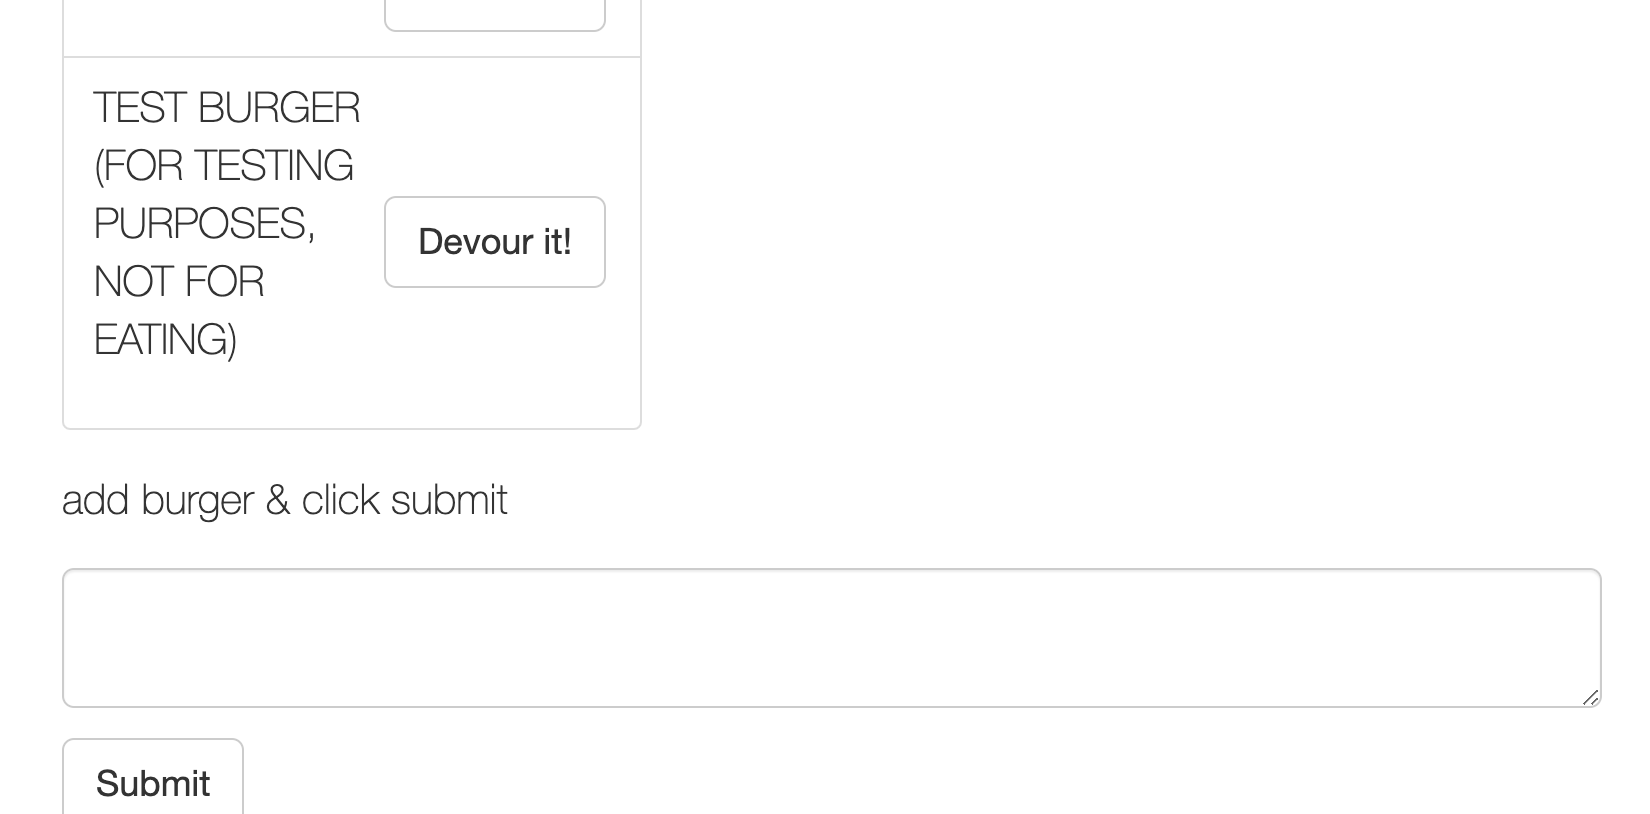 TEST BURGER
(FOR TESTING
PURPOSES,
NOT FOR
EATING)
Devour it!
add burger & click submit
Submit